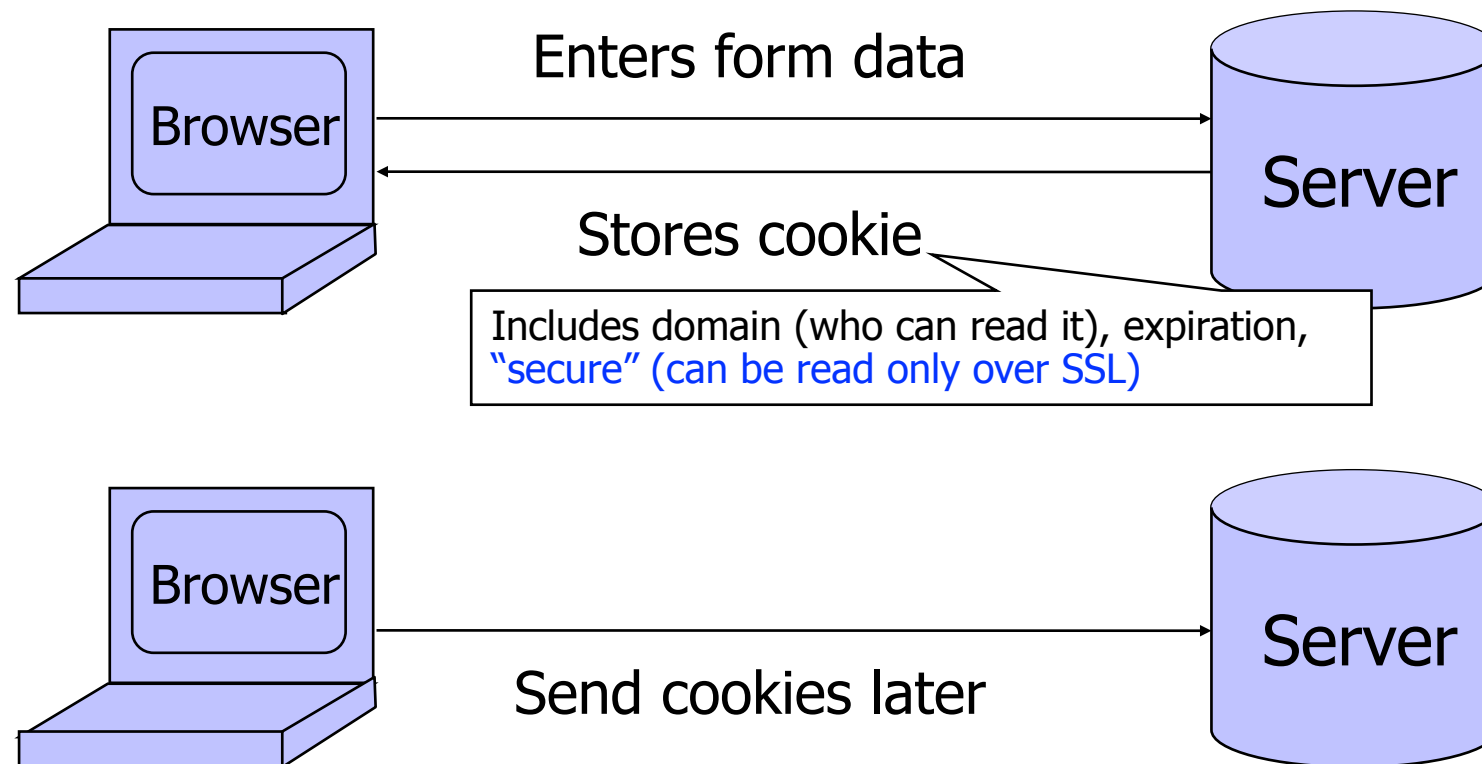 Enters form data
Browser
Server
Stores cookie
Includes domain (who can read it), expiration,
“secure” (can be read only over SSL)
Browser
Server
Send cookies later